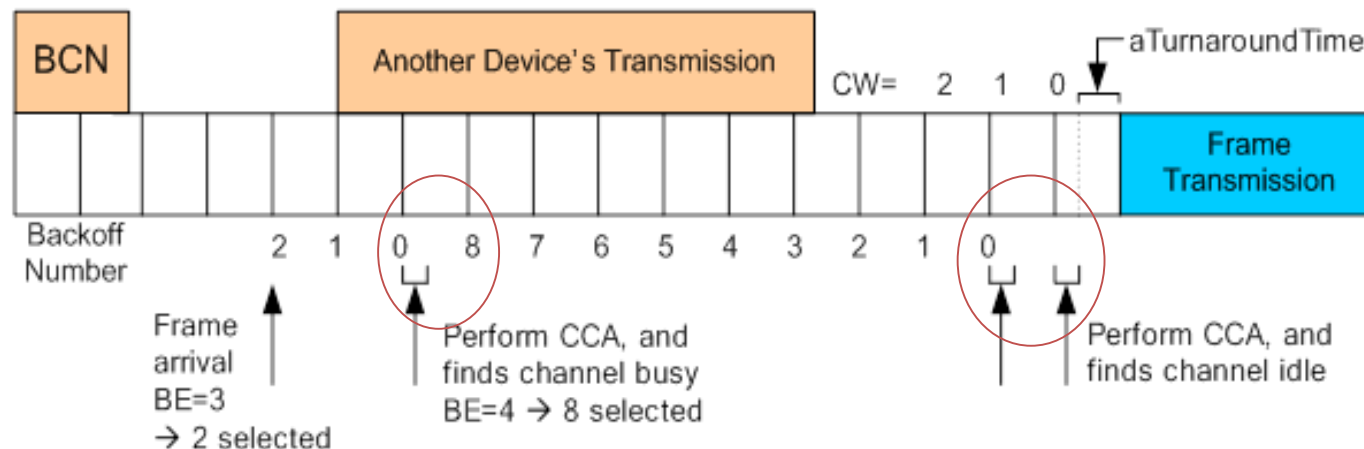 BCN
Another Device's Transmission
CW= 2 1 0
aTurnaroundTime
Frame
Transmission
Backoff
Number
2 1 0 8 7 6 5 4 3 2 1 0
Frame
arrival
BE=3
→ 2 selected
Perform CCA, and
finds channel busy
BE=4 → 8 selected
Perform CCA, and
finds channel idle